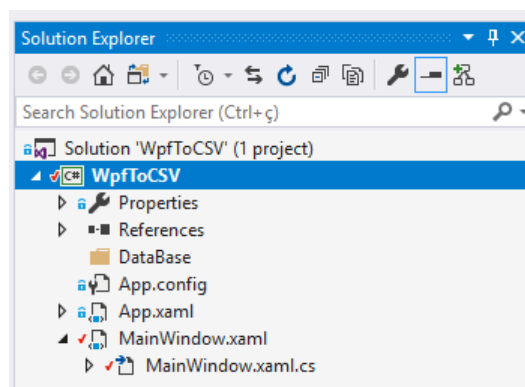 Solution Explorer
Search Solution Explorer (Ctrl+ç)
Solution 'WpfToCSV' (1 project)
C# WpfToCSV
Properties
References
DataBase
App.config
App.xaml
MainWindow.xaml
MainWindow.xaml.cs